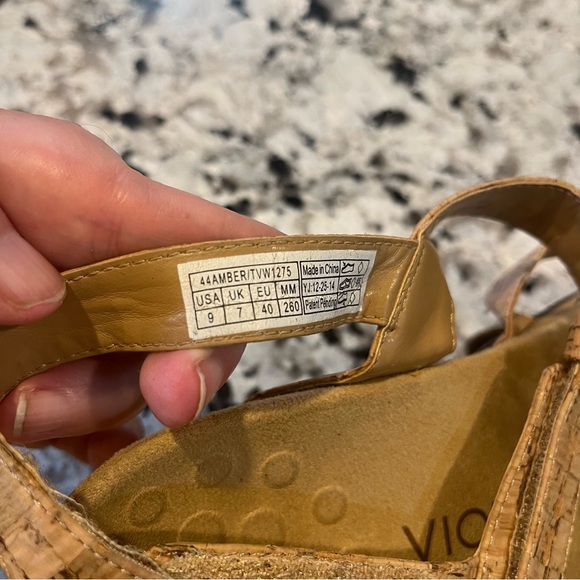 44AMBER/TVW1275
USA UK EU MM
9 7 40 260
Made in China
YJ:12-25-14
Patent Pending
VIO